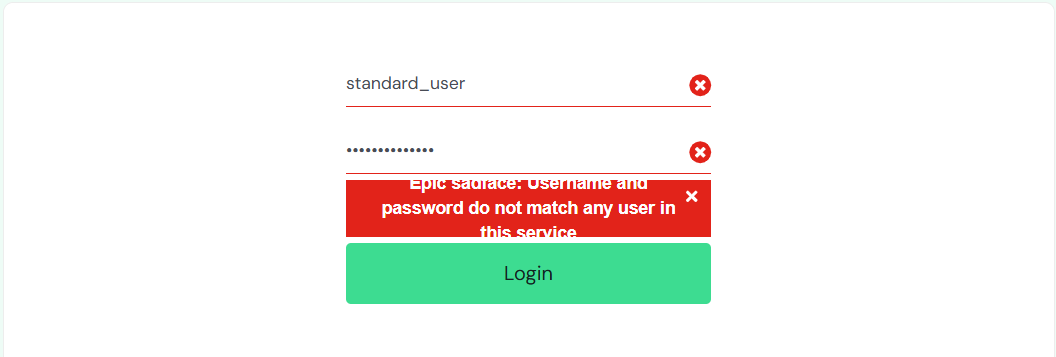 standard_user
••••••••••••••
Epic sadface: Username and
password do not match any user in
this service
Login